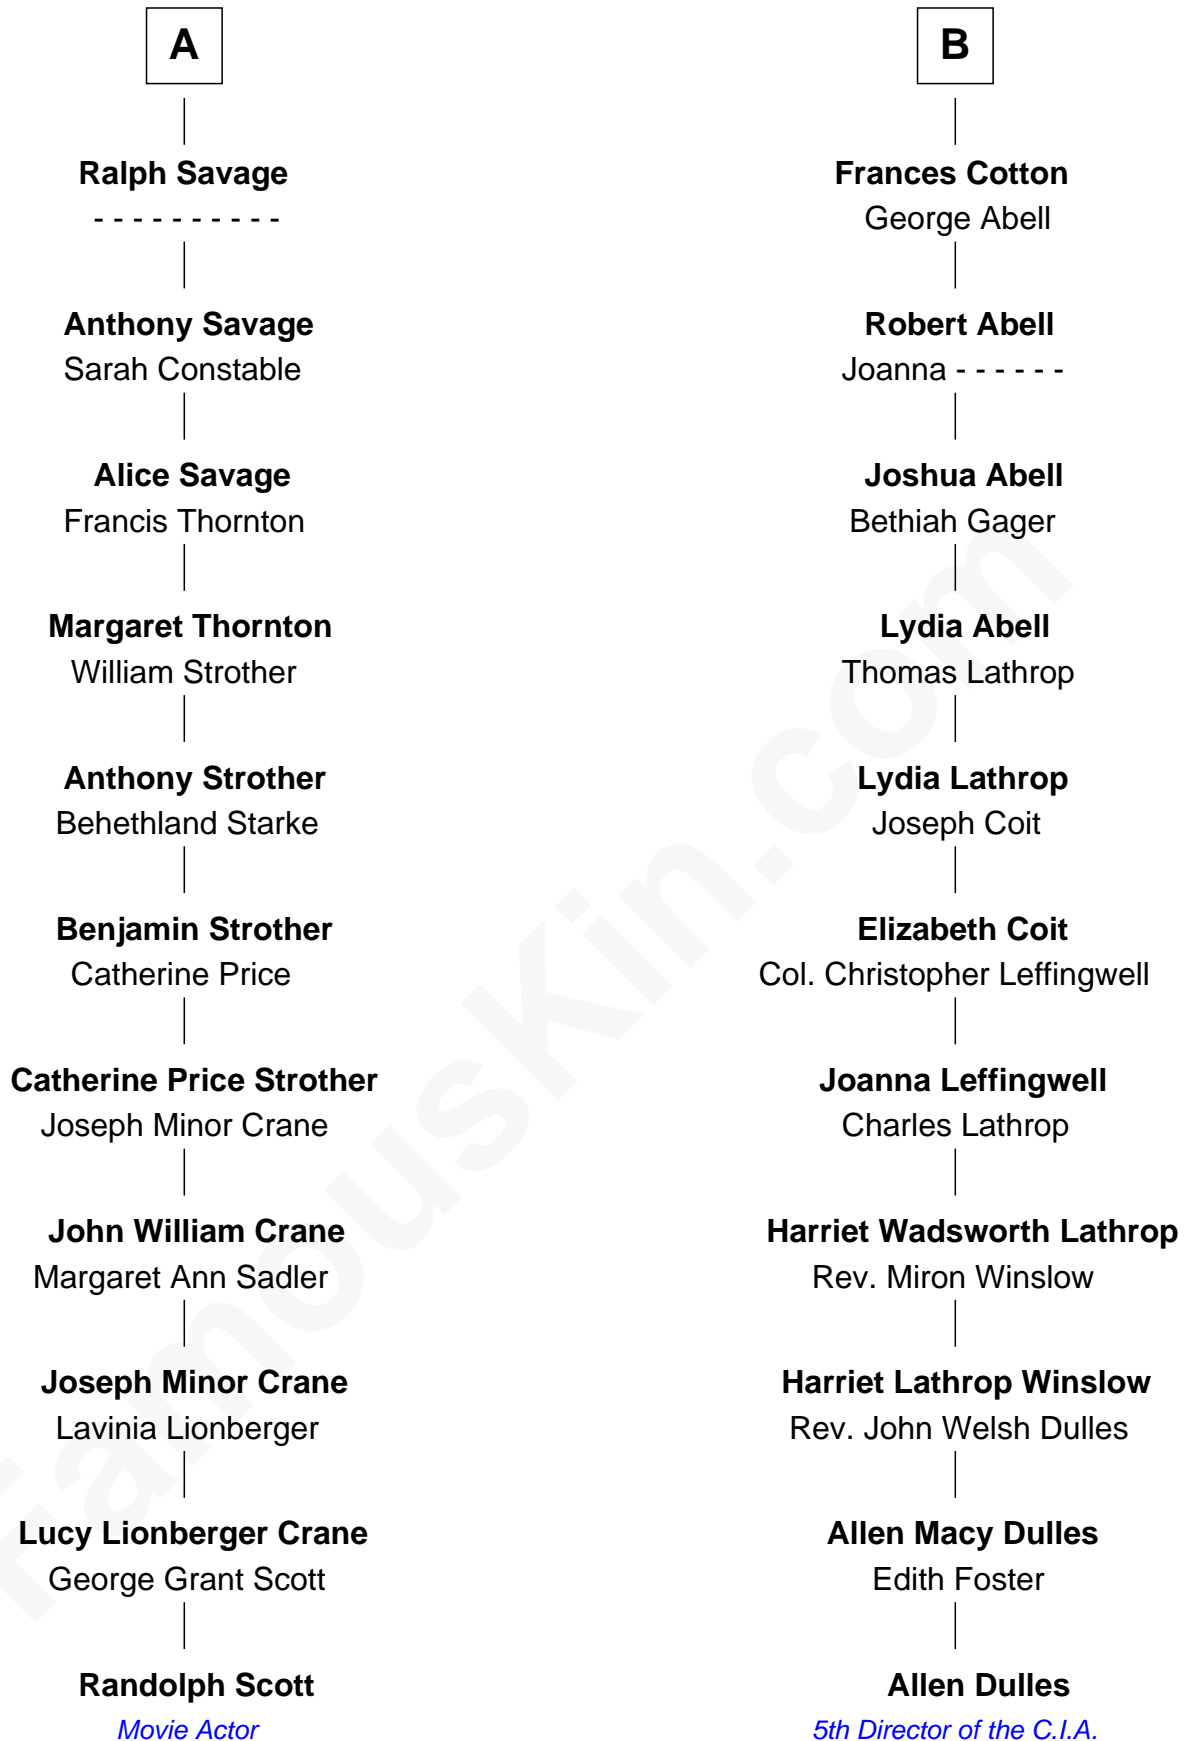 A
Ralph Savage
- - - - - - - - - -
Anthony Savage
Sarah Constable
Alice Savage
Francis Thornton
Margaret Thornton
William Strother
Anthony Strother
Behethland Starke
Benjamin Strother
Catherine Price
Catherine Price Strother
Joseph Minor Crane
John William Crane
Margaret Ann Sadler
Joseph Minor Crane
Lavinia Lionberger
Lucy Lionberger Crane
George Grant Scott
Randolph Scott
Movie Actor
B
Frances Cotton
George Abell
Robert Abell
Joanna - - - - - -
Joshua Abell
Bethiah Gager
Lydia Abell
Thomas Lathrop
Lydia Lathrop
Joseph Coit
Elizabeth Coit
Col. Christopher Leffingwell
Joanna Leffingwell
Charles Lathrop
Harriet Wadsworth Lathrop
Rev. Miron Winslow
Harriet Lathrop Winslow
Rev. John Welsh Dulles
Allen Macy Dulles
Edith Foster
Allen Dulles
5th Director of the C.I.A.
FamousKin.com